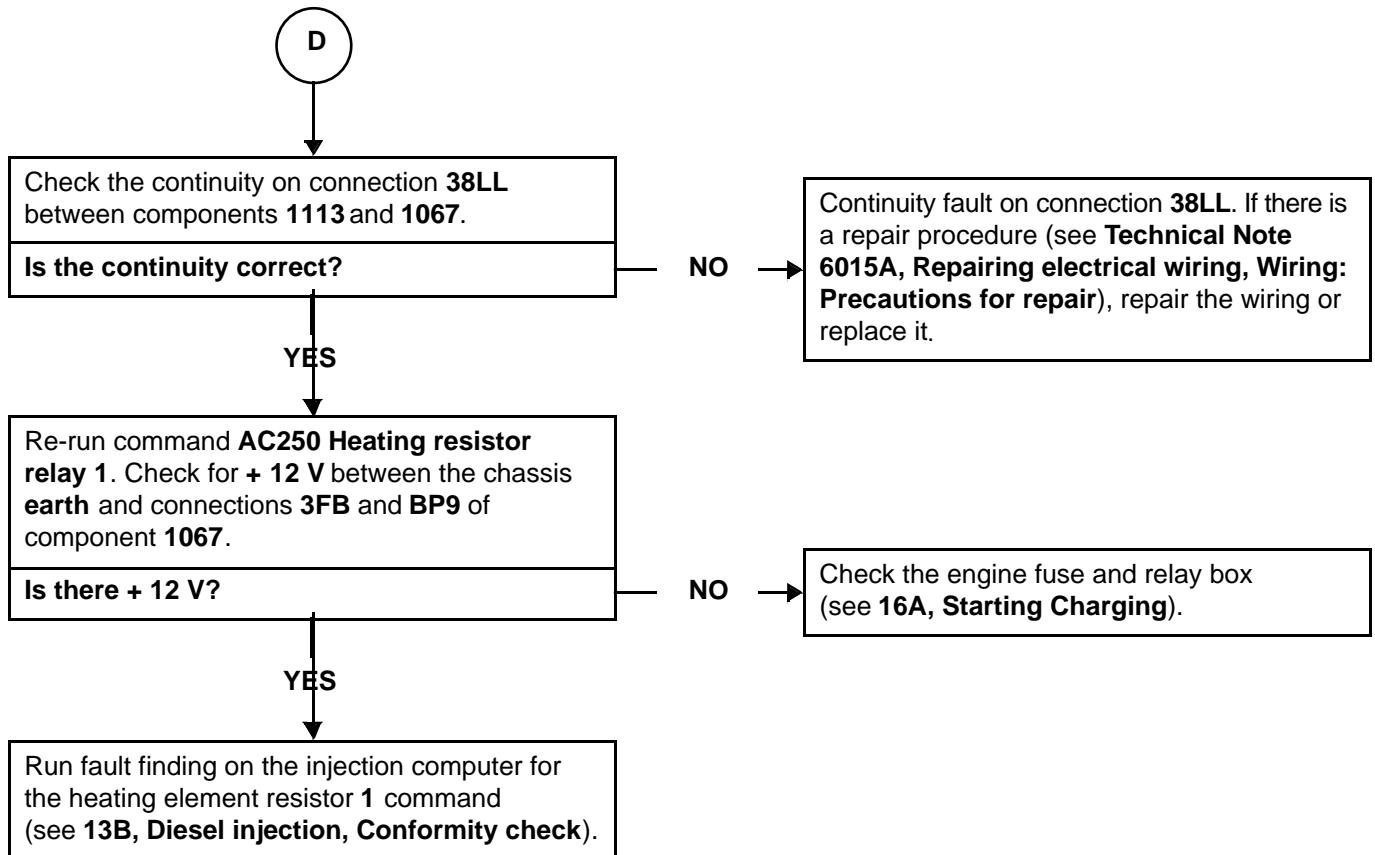 D
Check the continuity on connection 38LL
between components 1113 and 1067.
Is the continuity correct?
NO
Continuity fault on connection 38LL. If there is
a repair procedure (see Technical Note
6015A, Repairing electrical wiring, Wiring:
Precautions for repair), repair the wiring or
replace it.
YES
Re-run command AC250 Heating resistor
relay 1. Check for + 12 V between the chassis
earth and connections 3FB and BP9 of
component 1067.
Is there + 12 V?
NO
Check the engine fuse and relay box
(see 16A, Starting Charging).
YES
Run fault finding on the injection computer for
the heating element resistor 1 command
(see 13B, Diesel injection, Conformity check).